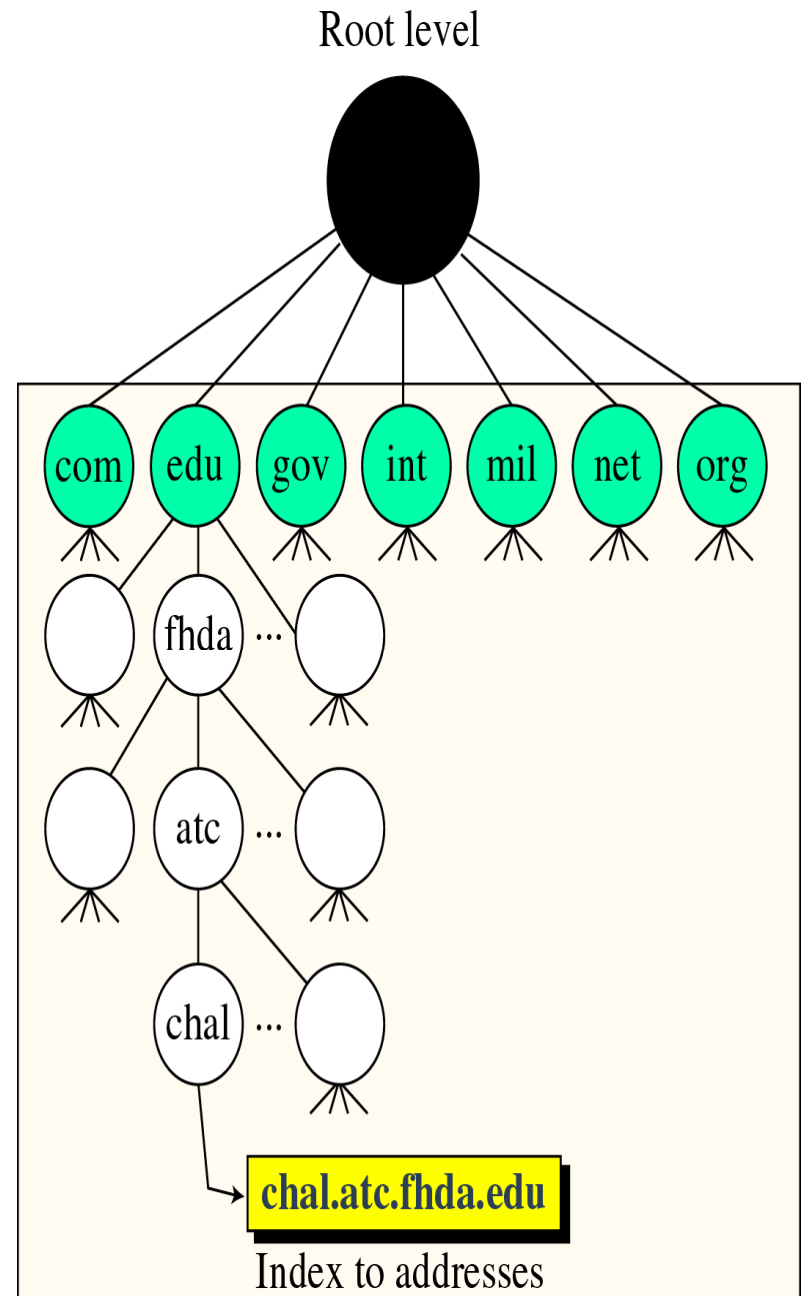 Root level
com edu gov int mil net org
fhda ...
atc ...
chal ...
chal.atc.fhda.edu
Index to addresses